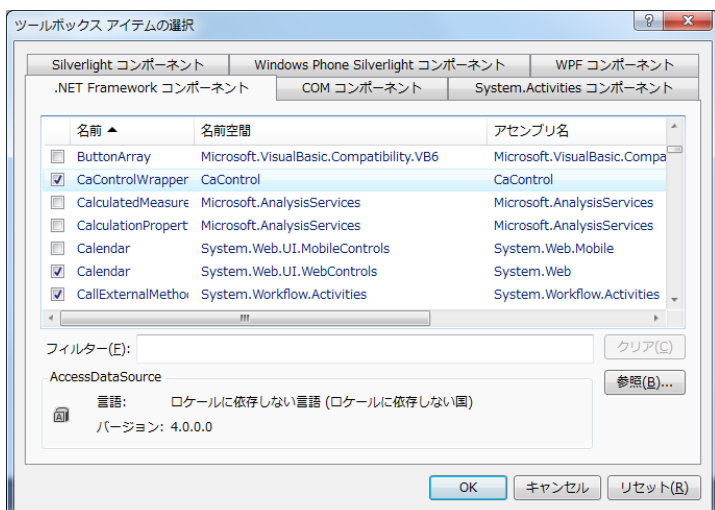 ツールボックス アイテムの選択
Silverlight コンポーネント Windows Phone Silverlight コンポーネント WPF コンポーネント
.NET Framework コンポーネント COM コンポーネント System.Activities コンポーネント
名前 名前空間 アセンブリ名
ButtonArray Microsoft.VisualBasic.Compatibility.VB6 Microsoft.VisualBasic.Compa
CaControlWrapper CaControl CaControl
CalculatedMeasure Microsoft.AnalysisServices Microsoft.AnalysisServices
CalculationPropert Microsoft.AnalysisServices Microsoft.AnalysisServices
Calendar System.Web.UI.MobileControls System.Web.Mobile
Calendar System.Web.UI.WebControls System.Web
CallExternalMetho System.Workflow.Activities System.Workflow.Activities
フィルター(F): クリア(C)
AccessDataSource
参照(B)...
言語: ロケールに依存しない言語 (ロケールに依存しない国)
バージョン: 4.0.0.0
OK キャンセル リセット(R)